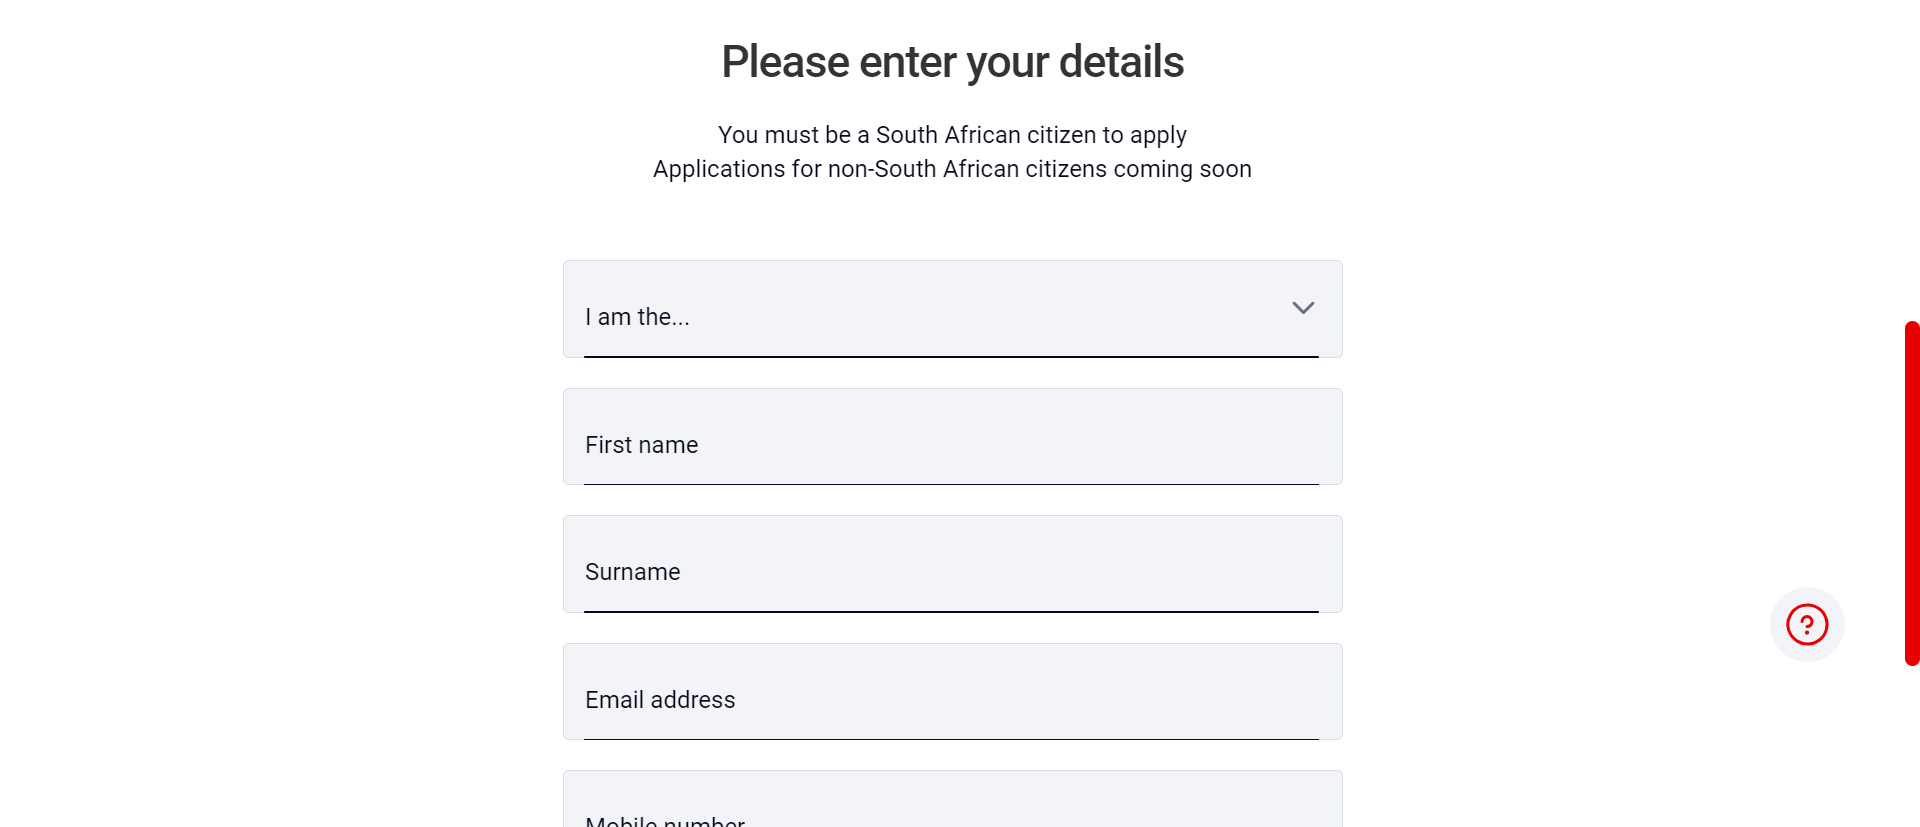 Please enter your details
You must be a South African citizen to apply
Applications for non-South African citizens coming soon
I am the...
First name
Surname
Email address
Mobile number